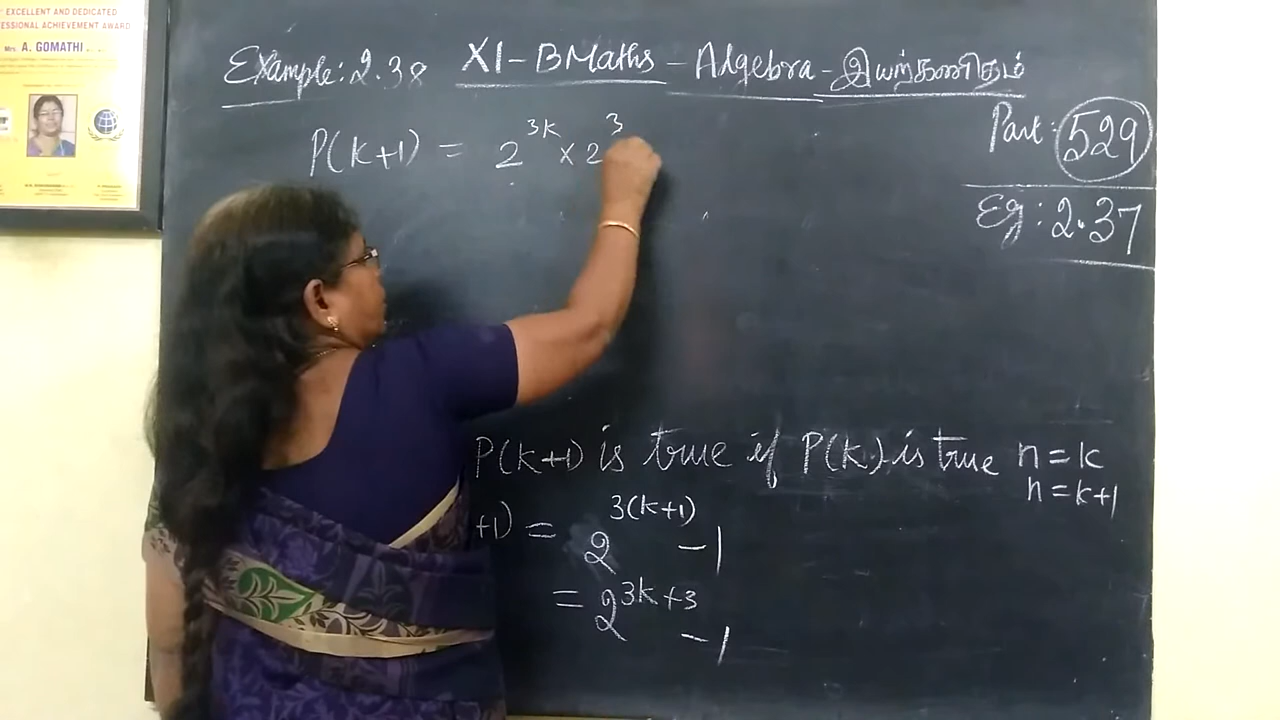 EXCELLENT AND DEDICATED
FESSIONAL ACHIEVEMENT AWARD
Mrs. A. GOMATHI
Example: 2.38 XI - BMaths - Algebra - இயற்கணிதம்
Part: 529
Eg: 2.37
P(k+1) = 2^{3k} × 2^{3}
P(k+1) is true if P(k) is true n = k
n = k+1
+1) = 2^{3(k+1)} - 1
= 2^{3k+3} - 1